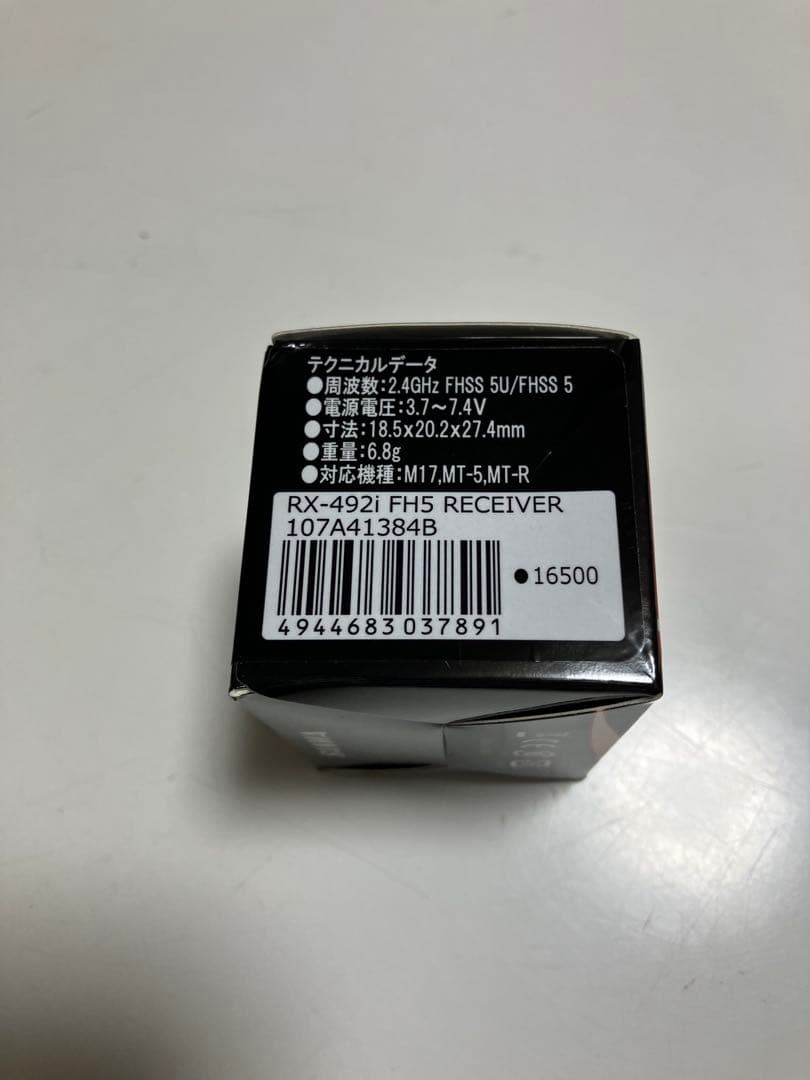 テクニカルデータ
●周波数:2.4GHz FHSS 5U/FHSS 5
●電源電圧:3.7～7.4V
●寸法:18.5x20.2x27.4mm
●重量:6.8g
●対応機種:M17,MT-5,MT-R
RX-492i FH5 RECEIVER
107A41384B
●16500
4944683037891